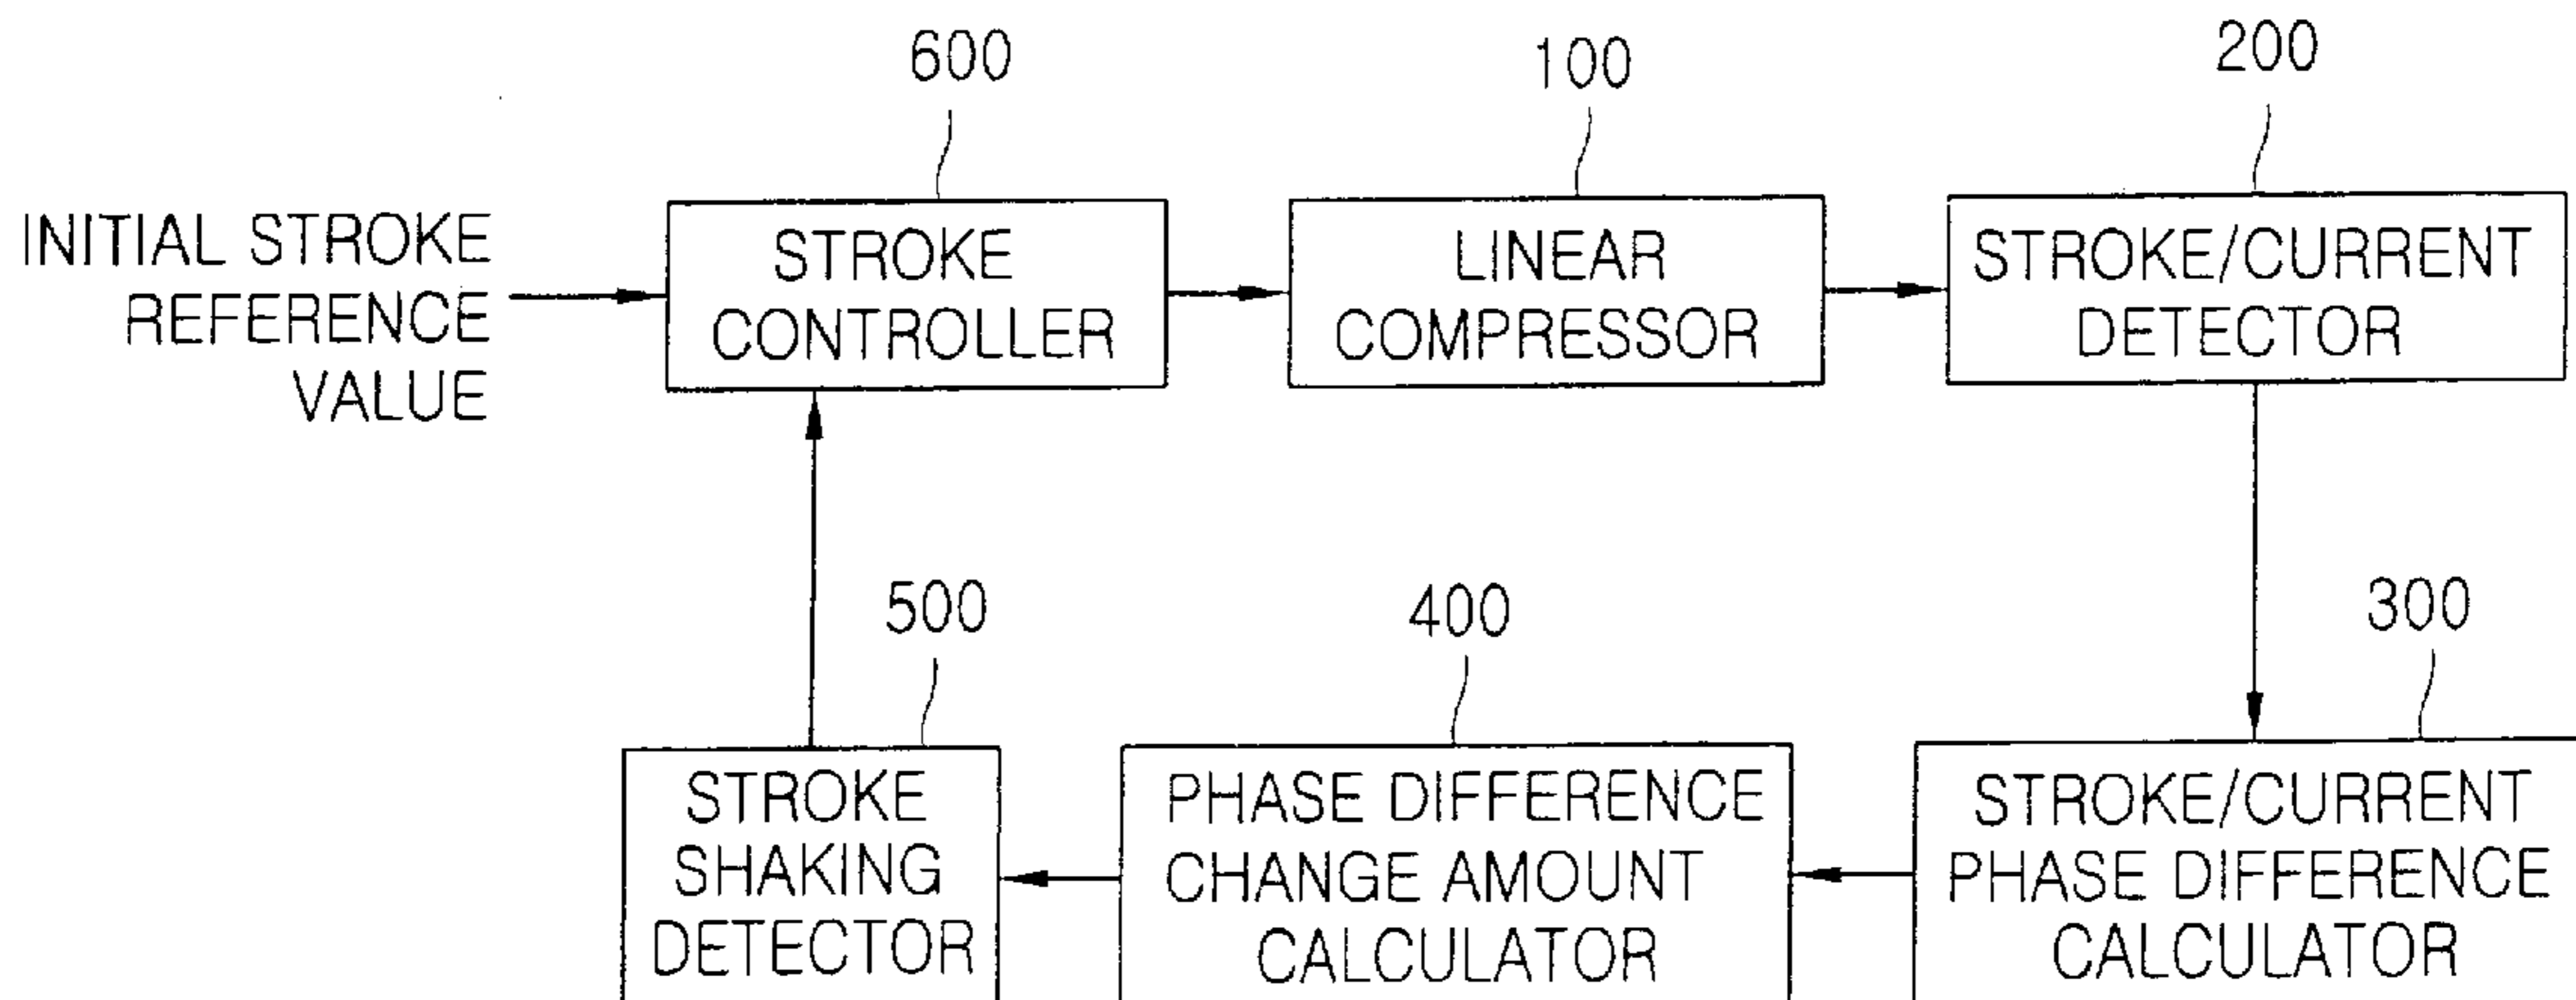 600
100
200
INITIAL STROKE
REFERENCE
VALUE
STROKE
CONTROLLER
LINEAR
COMPRESSOR
STROKE/CURRENT
DETECTOR
500
400
300
STROKE
SHAKING
DETECTOR
PHASE DIFFERENCE
CHANGE AMOUNT
CALCULATOR
STROKE/CURRENT
PHASE DIFFERENCE
CALCULATOR